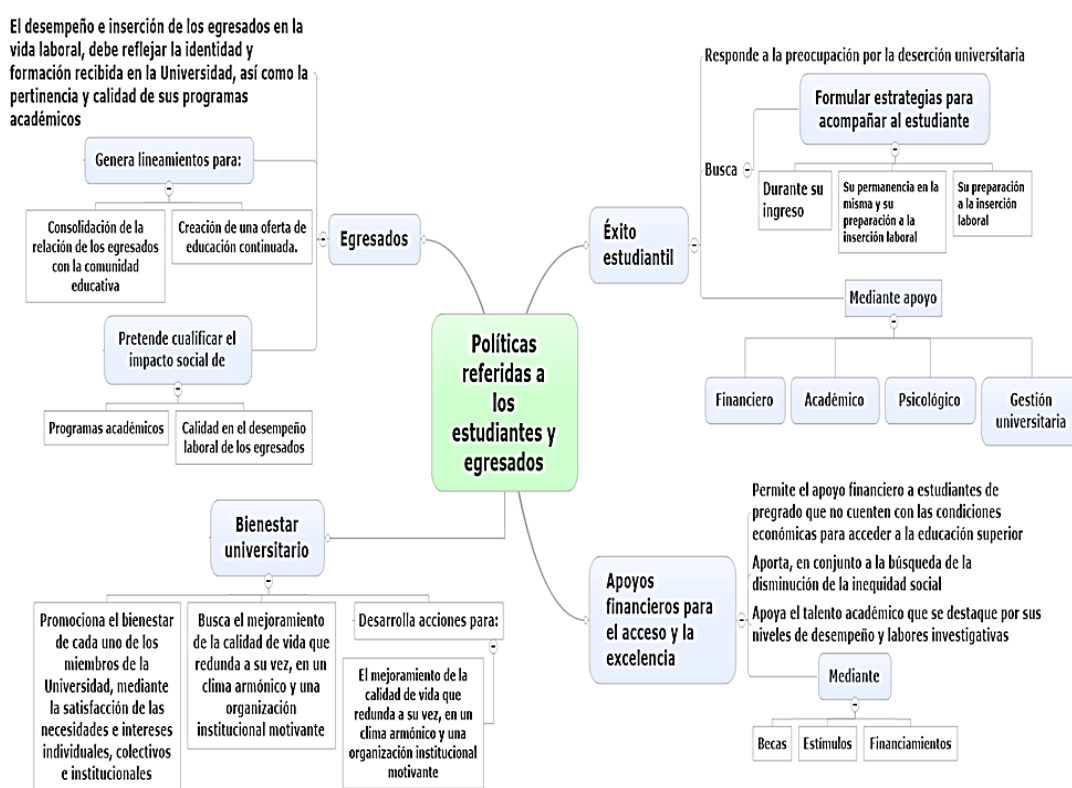 El desempeño e inserción de los egresados en la
vida laboral, debe reflejar la identidad y
formación recibida en la Universidad, así como la
pertinencia y calidad de sus programas
académicos
Genera lineamientos para:
Consolidación de la
relación de los egresados
con la comunidad
educativa
Creación de una oferta de
educación continuada.
Egresados
Pretende cualificar el
impacto social de
Programas académicos
Calidad en el desempeño
laboral de los egresados
Políticas
referidas a
los
estudiantes y
egresados
Responde a la preocupación por la deserción universitaria
Formular estrategias para
acompañar al estudiante
Busca
Durante su
ingreso
Su permanencia en la
misma y su
preparación a la
inserción laboral
Su preparación
a la inserción
laboral
Éxito
estudiantil
Mediante apoyo
Financiero
Académico
Psicológico
Gestión
universitaria
Bienestar
universitario
Promociona el bienestar
de cada uno de los
miembros de la
Universidad, mediante
la satisfacción de las
necesidades e intereses
individuales, colectivos
e institucionales
Busca el mejoramiento
de la calidad de vida que
redunda a su vez, en un
clima armónico y una
organización
institucional motivante
Desarrolla acciones para:
El mejoramiento de la
calidad de vida que
redunda a su vez, en un
clima armónico y una
organización institucional
motivante
Apoyos
financieros para
el acceso y la
excelencia
Permite el apoyo financiero a estudiantes de
pregrado que no cuenten con las condiciones
económicas para acceder a la educación superior
Aporta, en conjunto a la búsqueda de la
disminución de la inequidad social
Apoya el talento académico que se destaque por sus
niveles de desempeño y labores investigativas
Mediante
Becas
Estímulos
Financiamientos